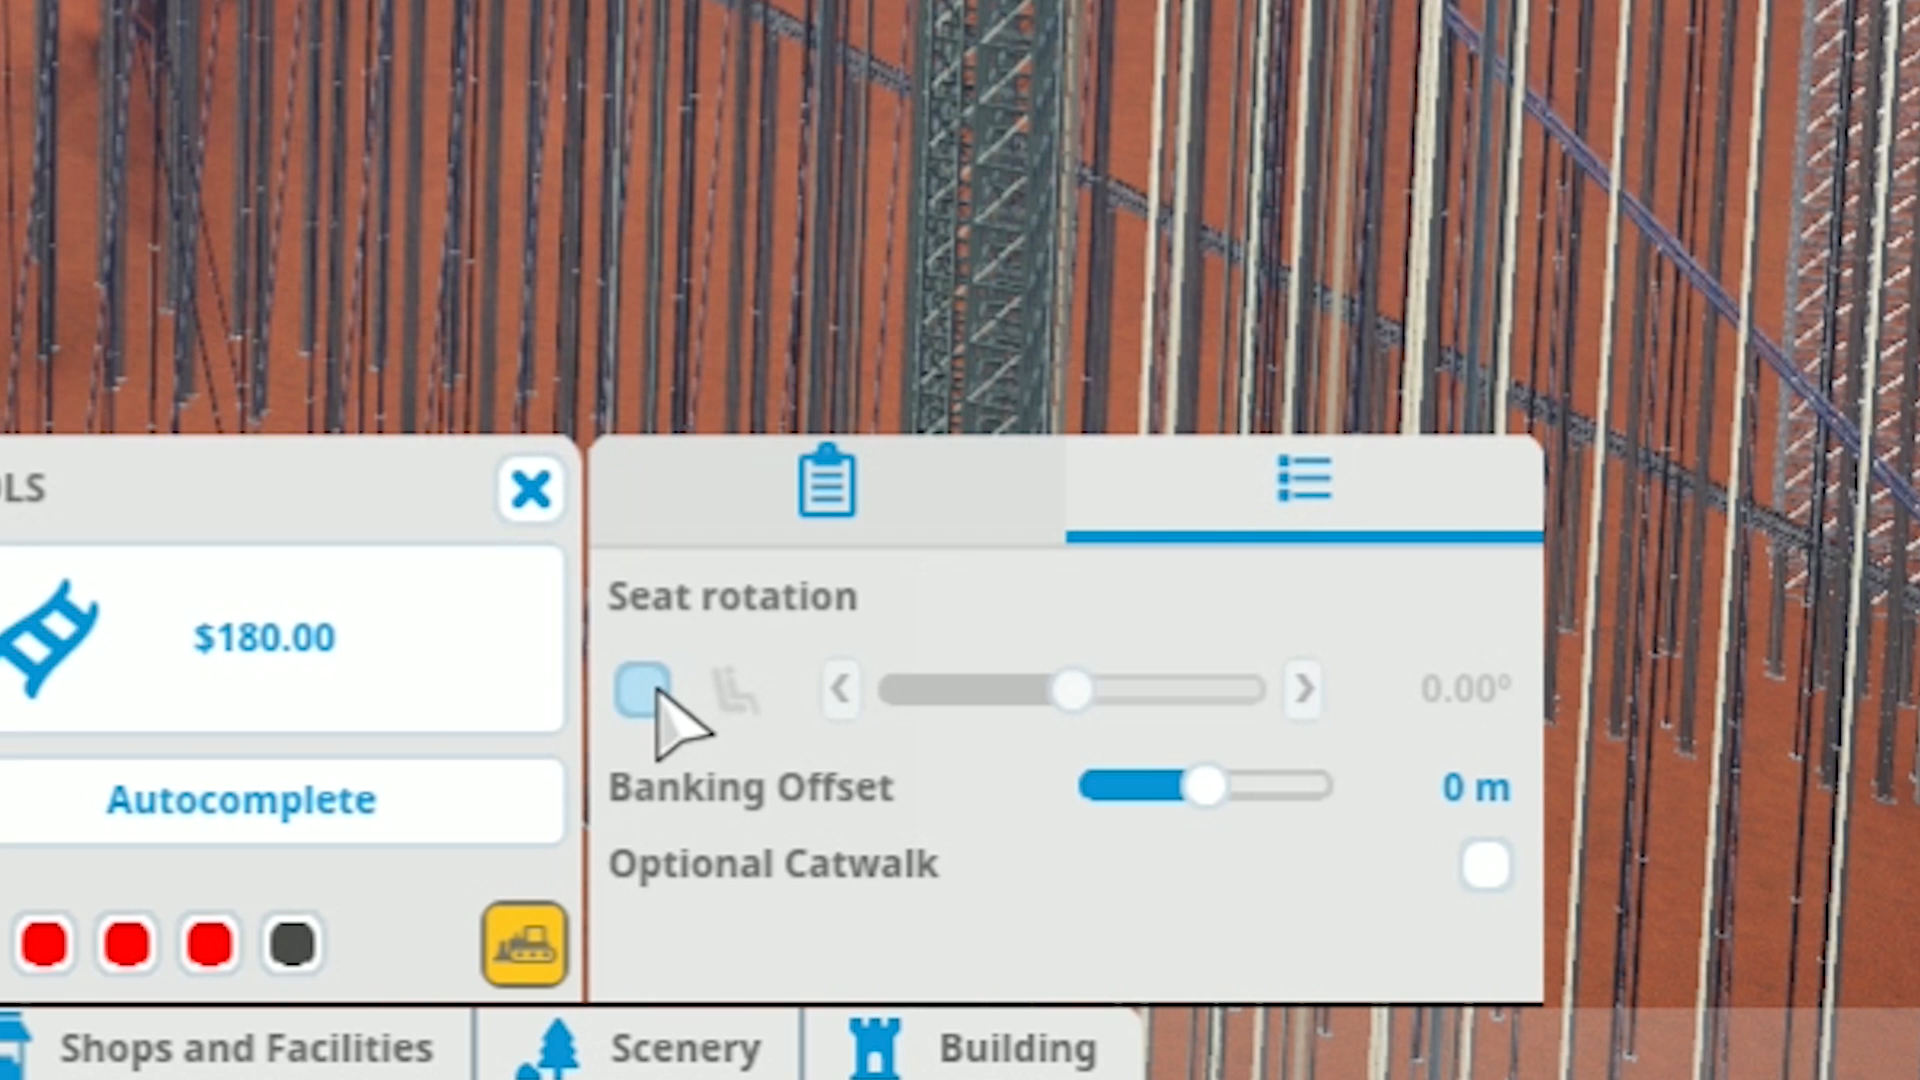 LS
$180.00
Autocomplete
Seat rotation
0.00°
Banking Offset
0 m
Optional Catwalk
Shops and Facilities
Scenery
Building